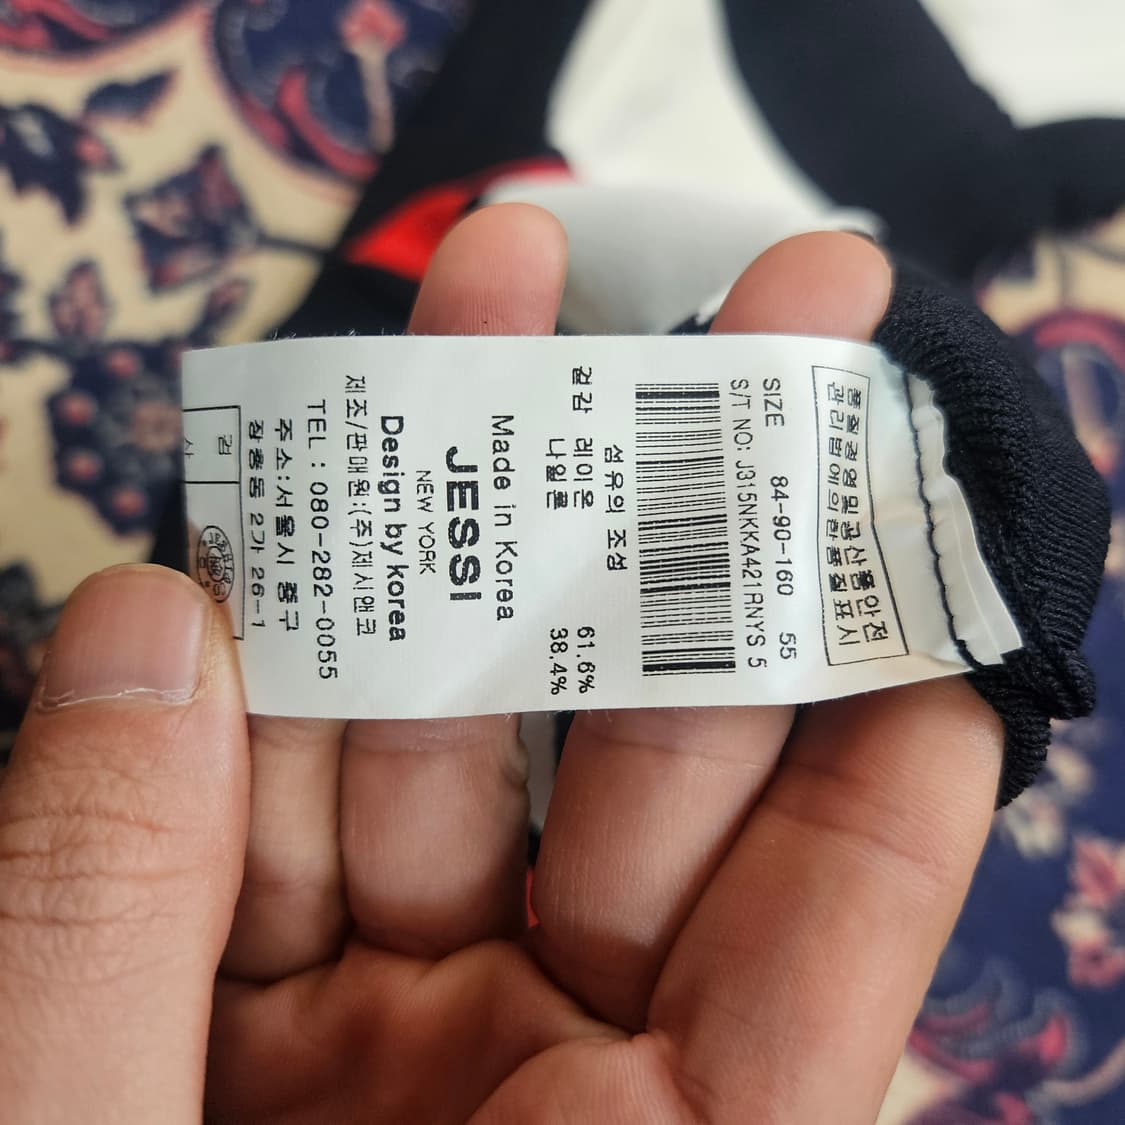 품질경영및공산품안전
관리법에의한품질표시
SIZE 84-90-160 55
S/T NO: J315NKKA421RNYS 5
섬유의 조성
겉감 레이온 61.6%
나일론 38.4%
Made in Korea
JESSI
NEW YORK
Design by korea
제조/판매원:(주)제시앤코
TEL : 080-282-0055
주소:서울시 중구
장충동 2가 26-1
검